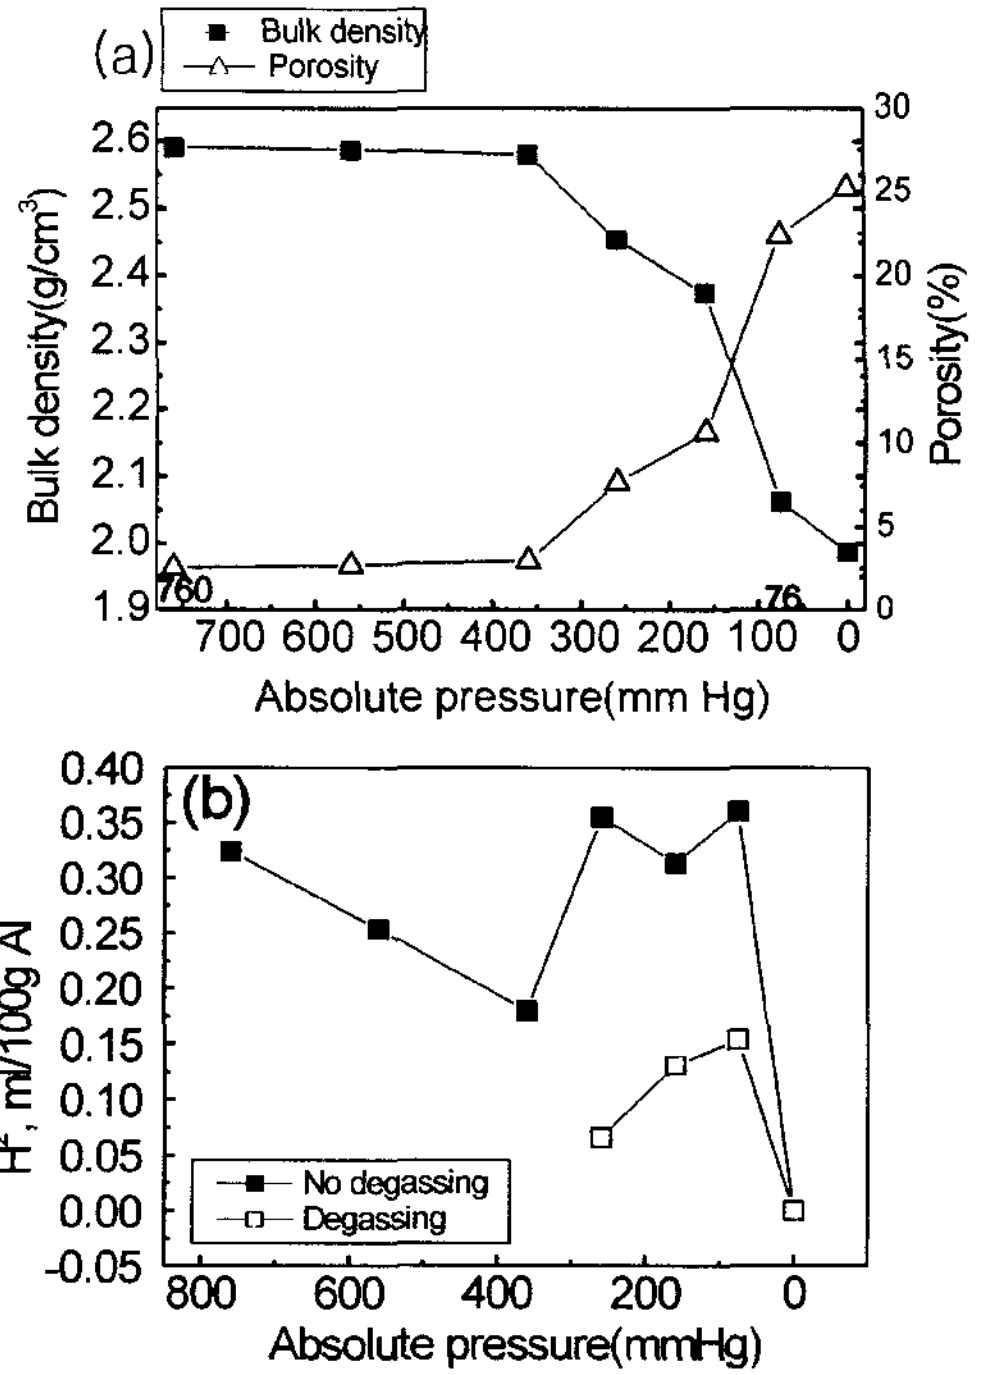 (a)
Bulk density
Porosity
30
2.6
25
2.5
2.4
20
2.3
15
2.2
10
2.1
5
2.0
1.9
0
760
76
700 600 500 400 300 200 100 0
Bulk density(g/cm³)
Porosity(%)
Absolute pressure(mm Hg)
(b)
0.40
0.35
0.30
0.25
0.20
0.15
0.10
0.05
0.00
-0.05
H², ml/100g Al
No degassing
Degassing
800 600 400 200 0
Absolute pressure(mmHg)